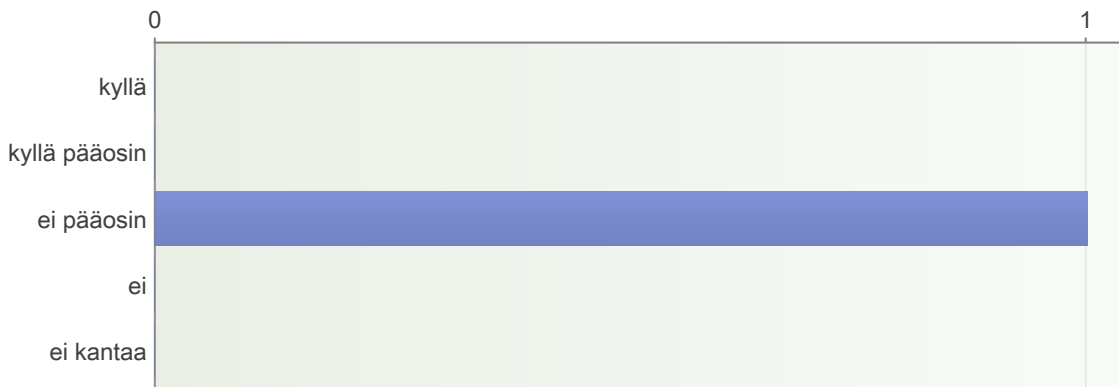 0 1
kyllä
kyllä pääosin
ei pääosin
ei
ei kantaa